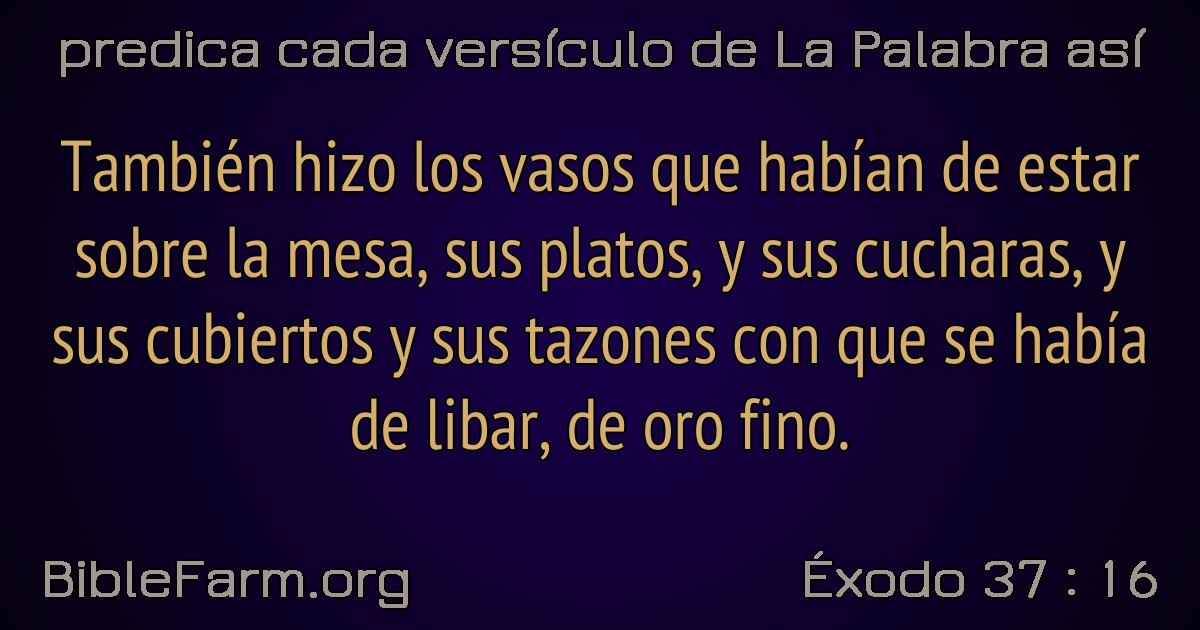 predica cada versículo de La Palabra así
También hizo los vasos que habían de estar
sobre la mesa, sus platos, y sus cucharas, y
sus cubiertos y sus tazones con que se había
de libar, de oro fino.
BibleFarm.org
Éxodo 37 : 16